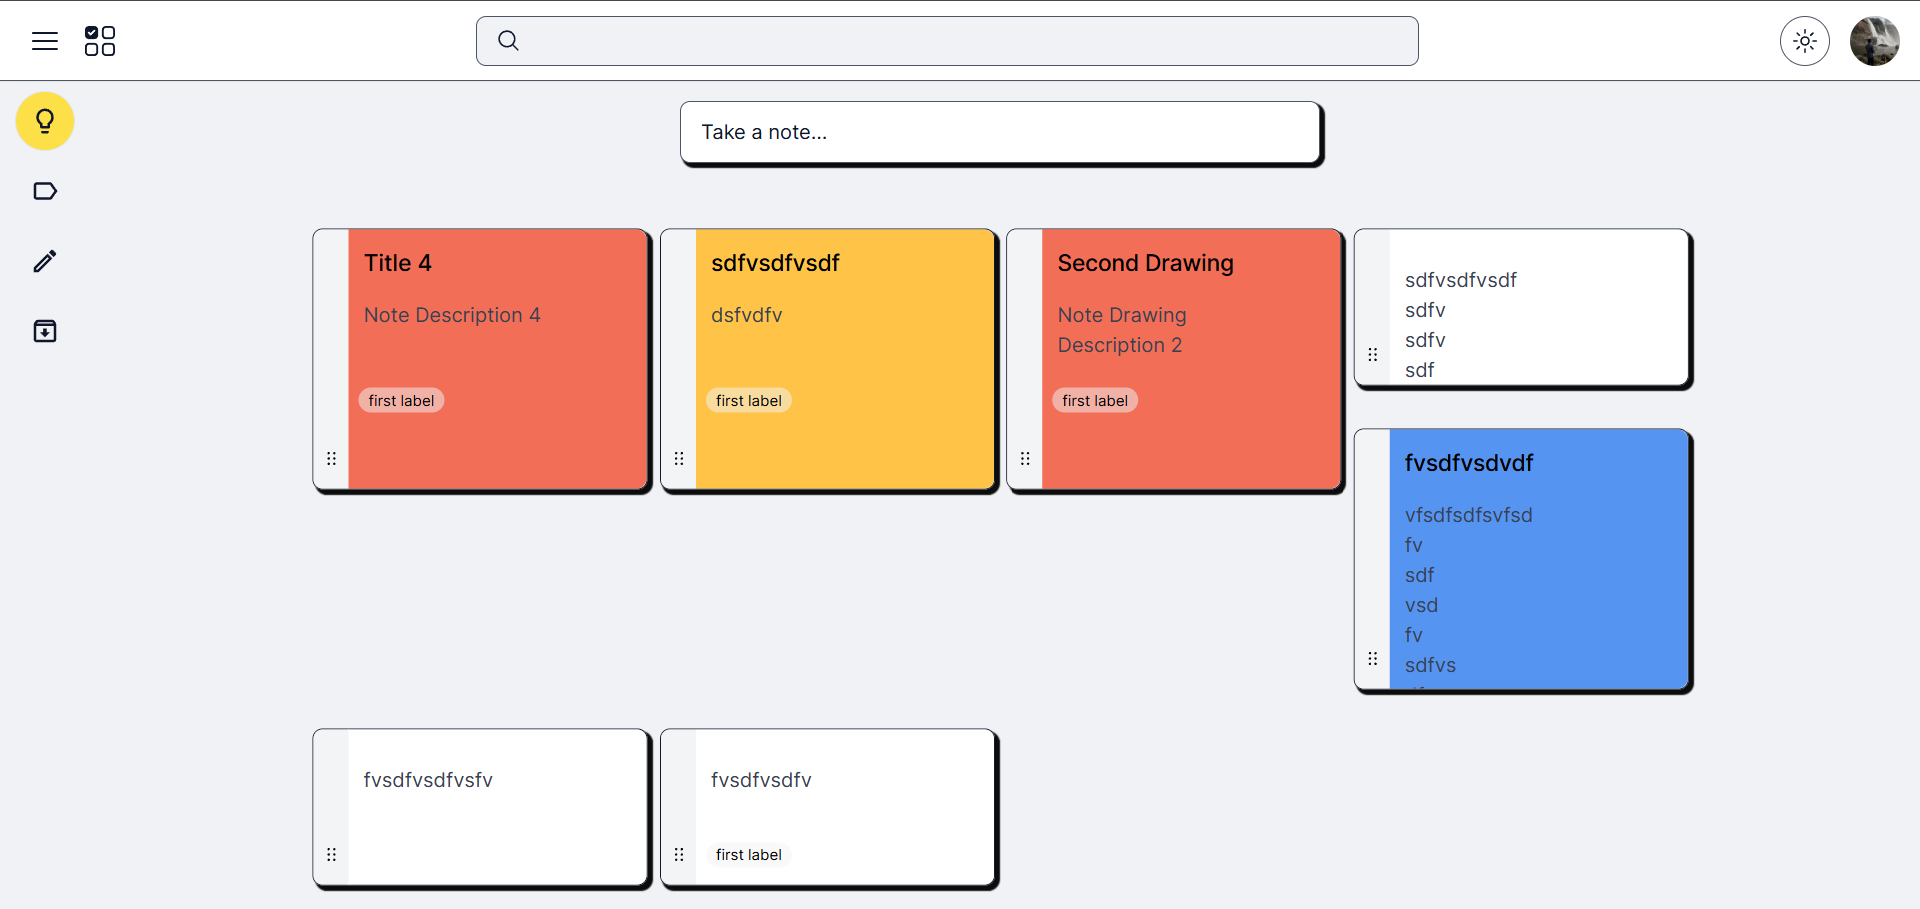 Take a note...
Title 4
Note Description 4
first label
sdfvsdfvsdf
dsfvdfv
first label
Second Drawing
Note Drawing
Description 2
first label
sdfvsdfvsdf
sdfv
sdfv
sdf
fvsdfvsdvdf
vfsdfsdfsvfsd
fv
sdf
vsd
fv
sdfvs
fvsdfvsdfvsfv
fvsdfvsdfv
first label